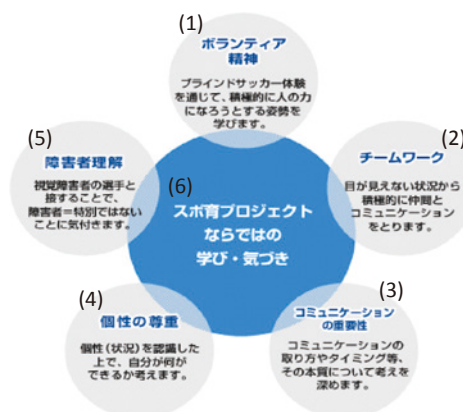 (1)
ボランティア
精神
ブラインドサッカー体験
を通じて、積極的に人の力
になろうとする姿勢を
学びます。
(2)
チームワーク
目が見えない状況から
積極的に仲間と
コミュニケーション
をとります。
(3)
コミュニケーション
の重要性
コミュニケーションの
取り方やタイミング等、
その本質について考えを
深めます。
(4)
個性の尊重
個性(状況)を認識した
上で、自分が何が
できるか考えます。
(5)
障害者理解
視覚障害者の選手と
接することで、
障害者=特別ではない
ことに気付きます。
(6)
スポ育プロジェクト
ならではの
学び・気づき